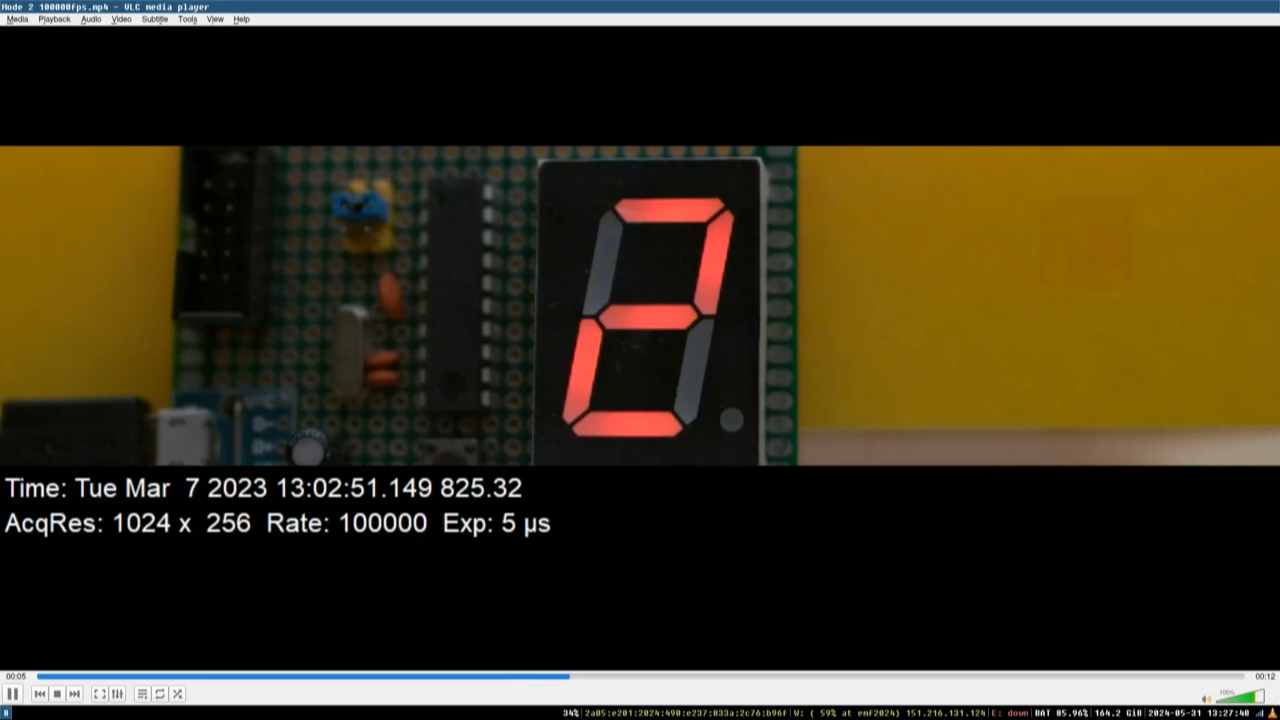 Mode 2 100000fps.mp4 - VLC media player
Media Playback Audio Video Subtitle Tools View Help
2
Time: Tue Mar 7 2023 13:02:51.149 825.32
AcqRes: 1024 x 256 Rate: 100000 Exp: 5 µs
00:05 00:12
100%
34% 2a05:e201:2024:490:e237:833a:2c76:b96f W: ( 59% at emf2024) 151.216.131.124 E: down BAT 85.96% 164.2 GiB 2024-05-31 13:27:40